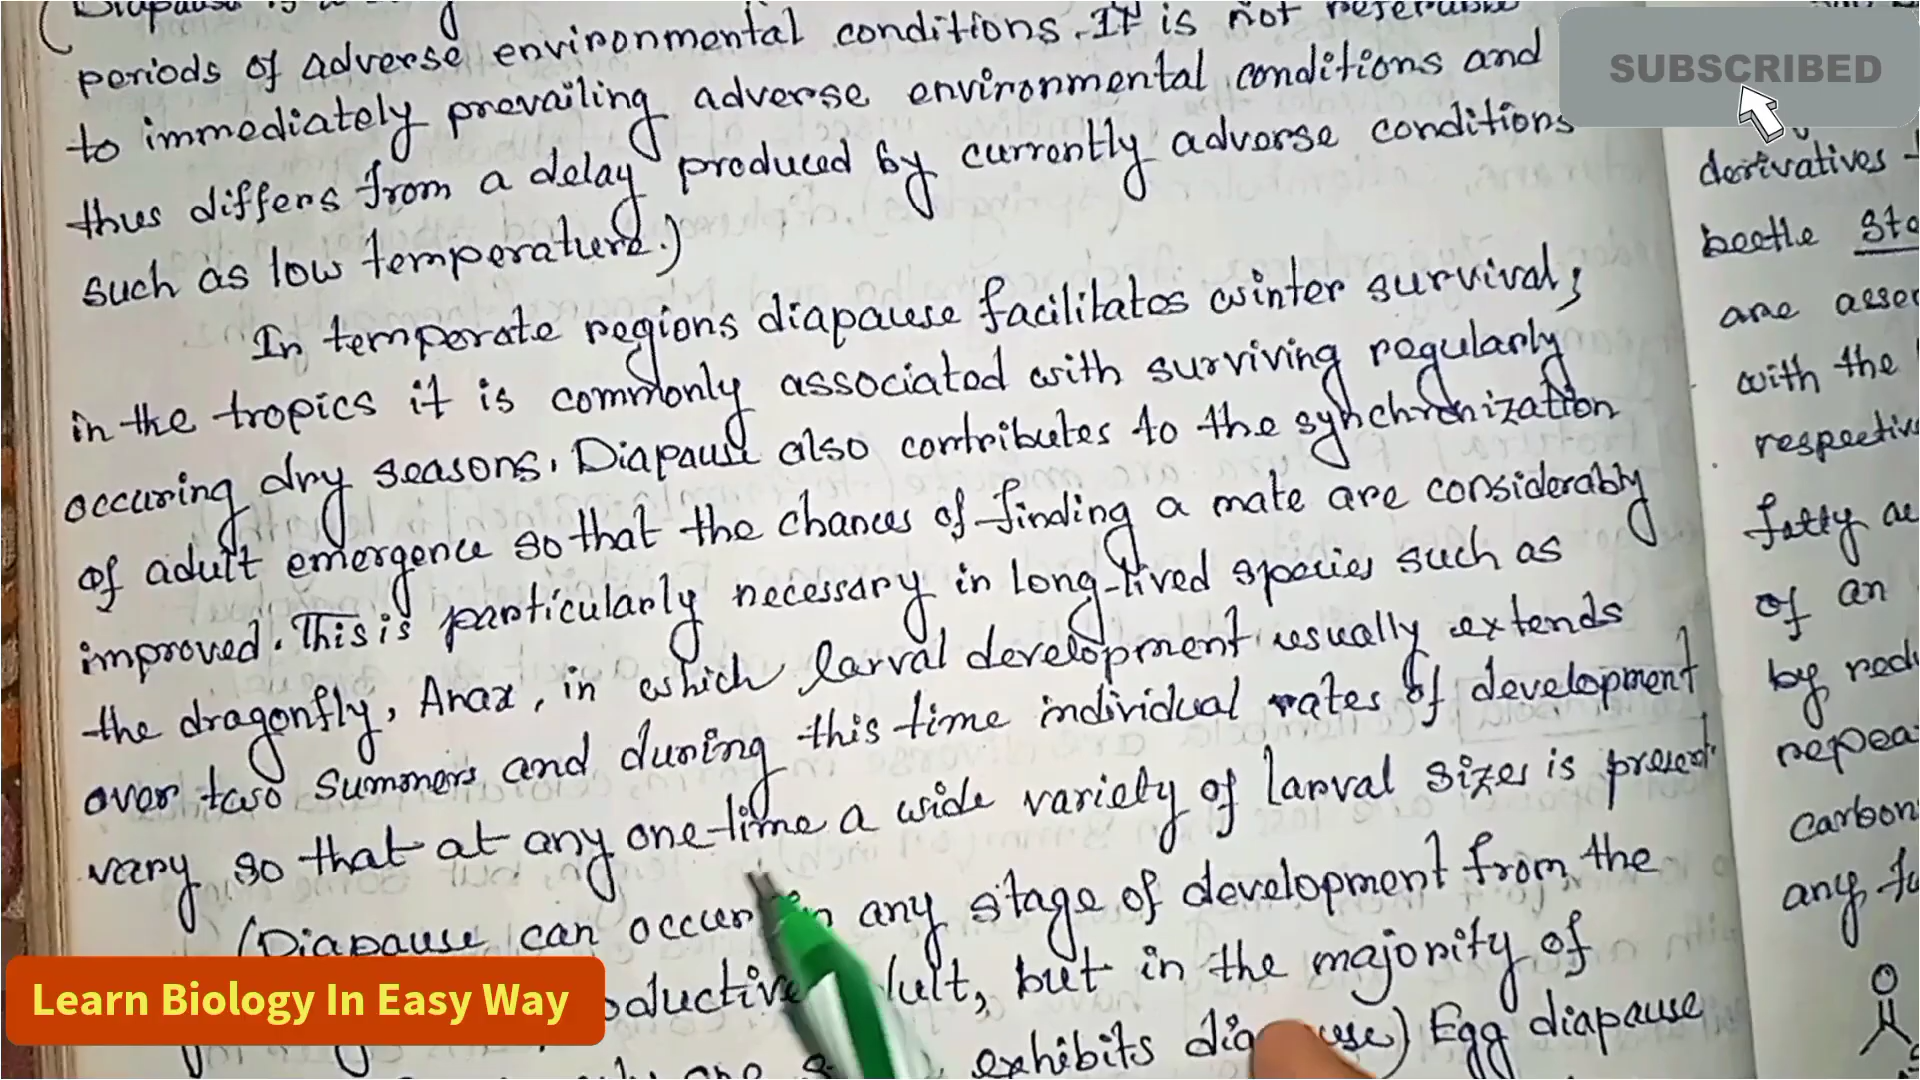 (Diapause is a
periods of adverse environmental conditions. It is not referable
to immediately prevailing adverse environmental conditions and
thus differs from a delay produced by currently adverse conditions
such as low temperature.)
In temperate regions diapause facilitates winter survival;
in the tropics it is commonly associated with surviving regularly
occuring dry seasons. Diapause also contributes to the synchronization
of adult emergence so that the chances of finding a mate are considerably
improved. This is particularly necessary in long-lived species such as
the dragonfly, Anax, in which larval development usually extends
over two summers and during this time individual rates of development
vary so that at any one time a wide variety of larval sizes is present.
(Diapause can occur in any stage of development from the
but in the majority of
exhibits diapause) Egg diapause
SUBSCRIBED
derivatives
beetle
are
with the
fatty
of an
by
any
O
Learn Biology In Easy Way